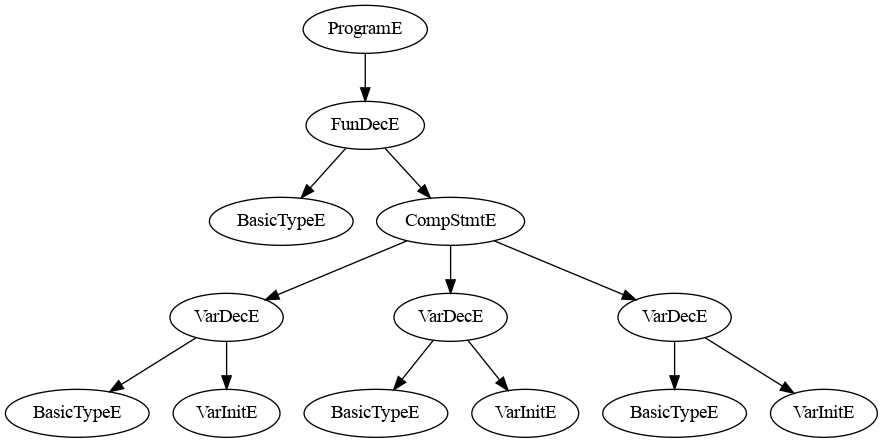 ProgramE
FunDecE
BasicTypeE
CompStmtE
VarDecE
VarDecE
VarDecE
BasicTypeE
VarInitE
BasicTypeE
VarInitE
BasicTypeE
VarInitE